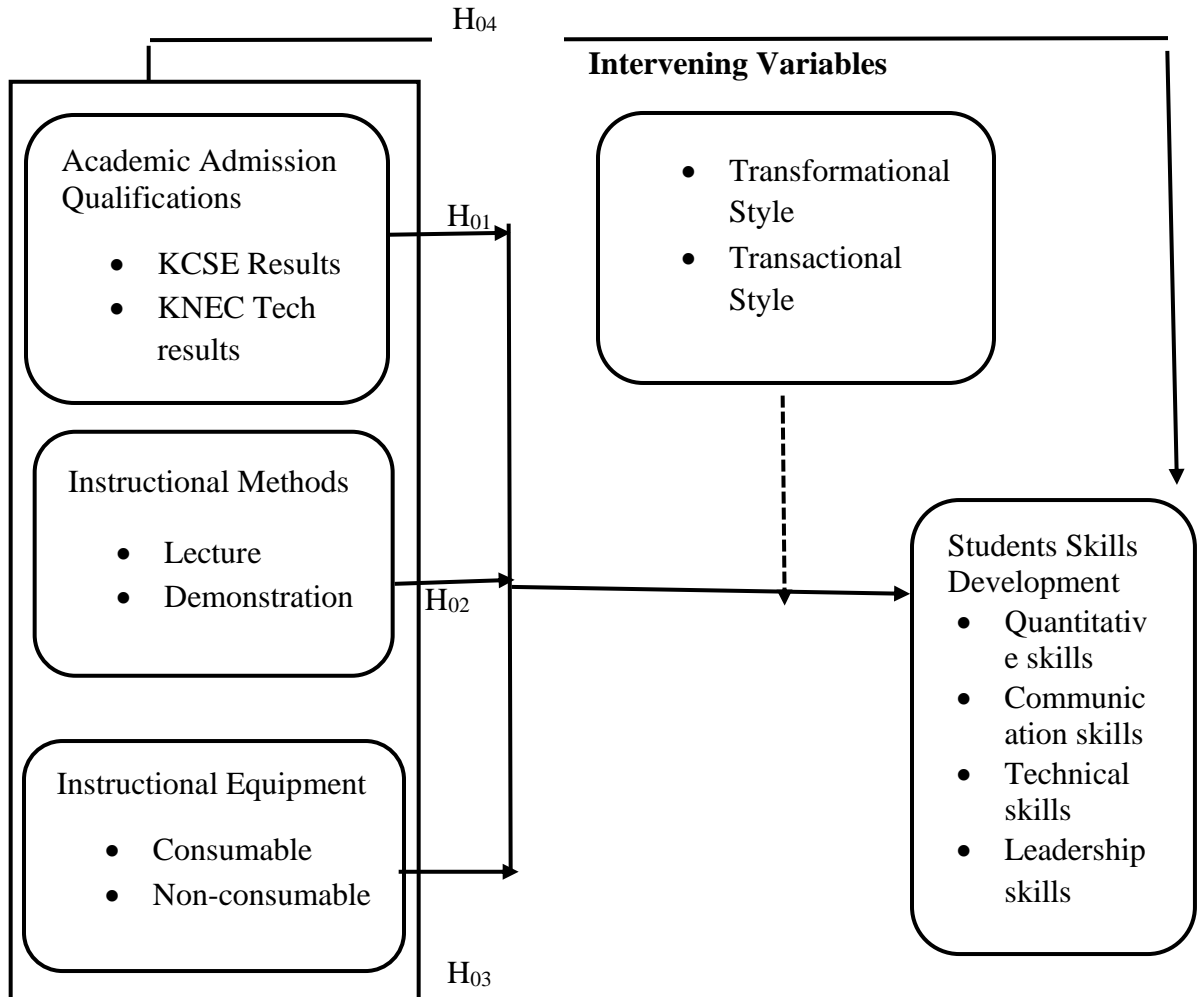 H04
Intervening Variables
Academic Admission
Qualifications
• KCSE Results
• KNEC Tech
results
H01
• Transformational
Style
• Transactional
Style
Instructional Methods
• Lecture
• Demonstration
H02
Students Skills
Development
• Quantitativ
e skills
• Communic
ation skills
• Technical
skills
• Leadership
skills
Instructional Equipment
• Consumable
• Non-consumable
H03